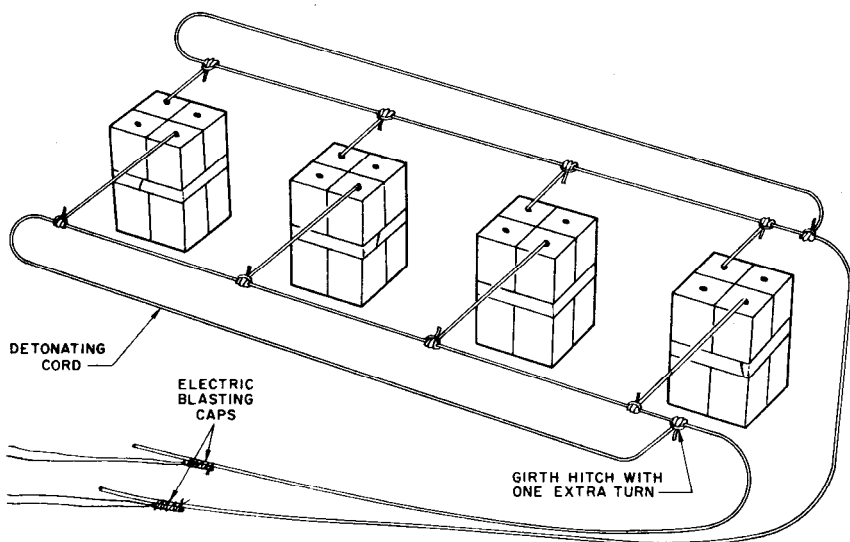 DETONATING
CORD
ELECTRIC
BLASTING
CAPS
GIRTH HITCH WITH
ONE EXTRA TURN